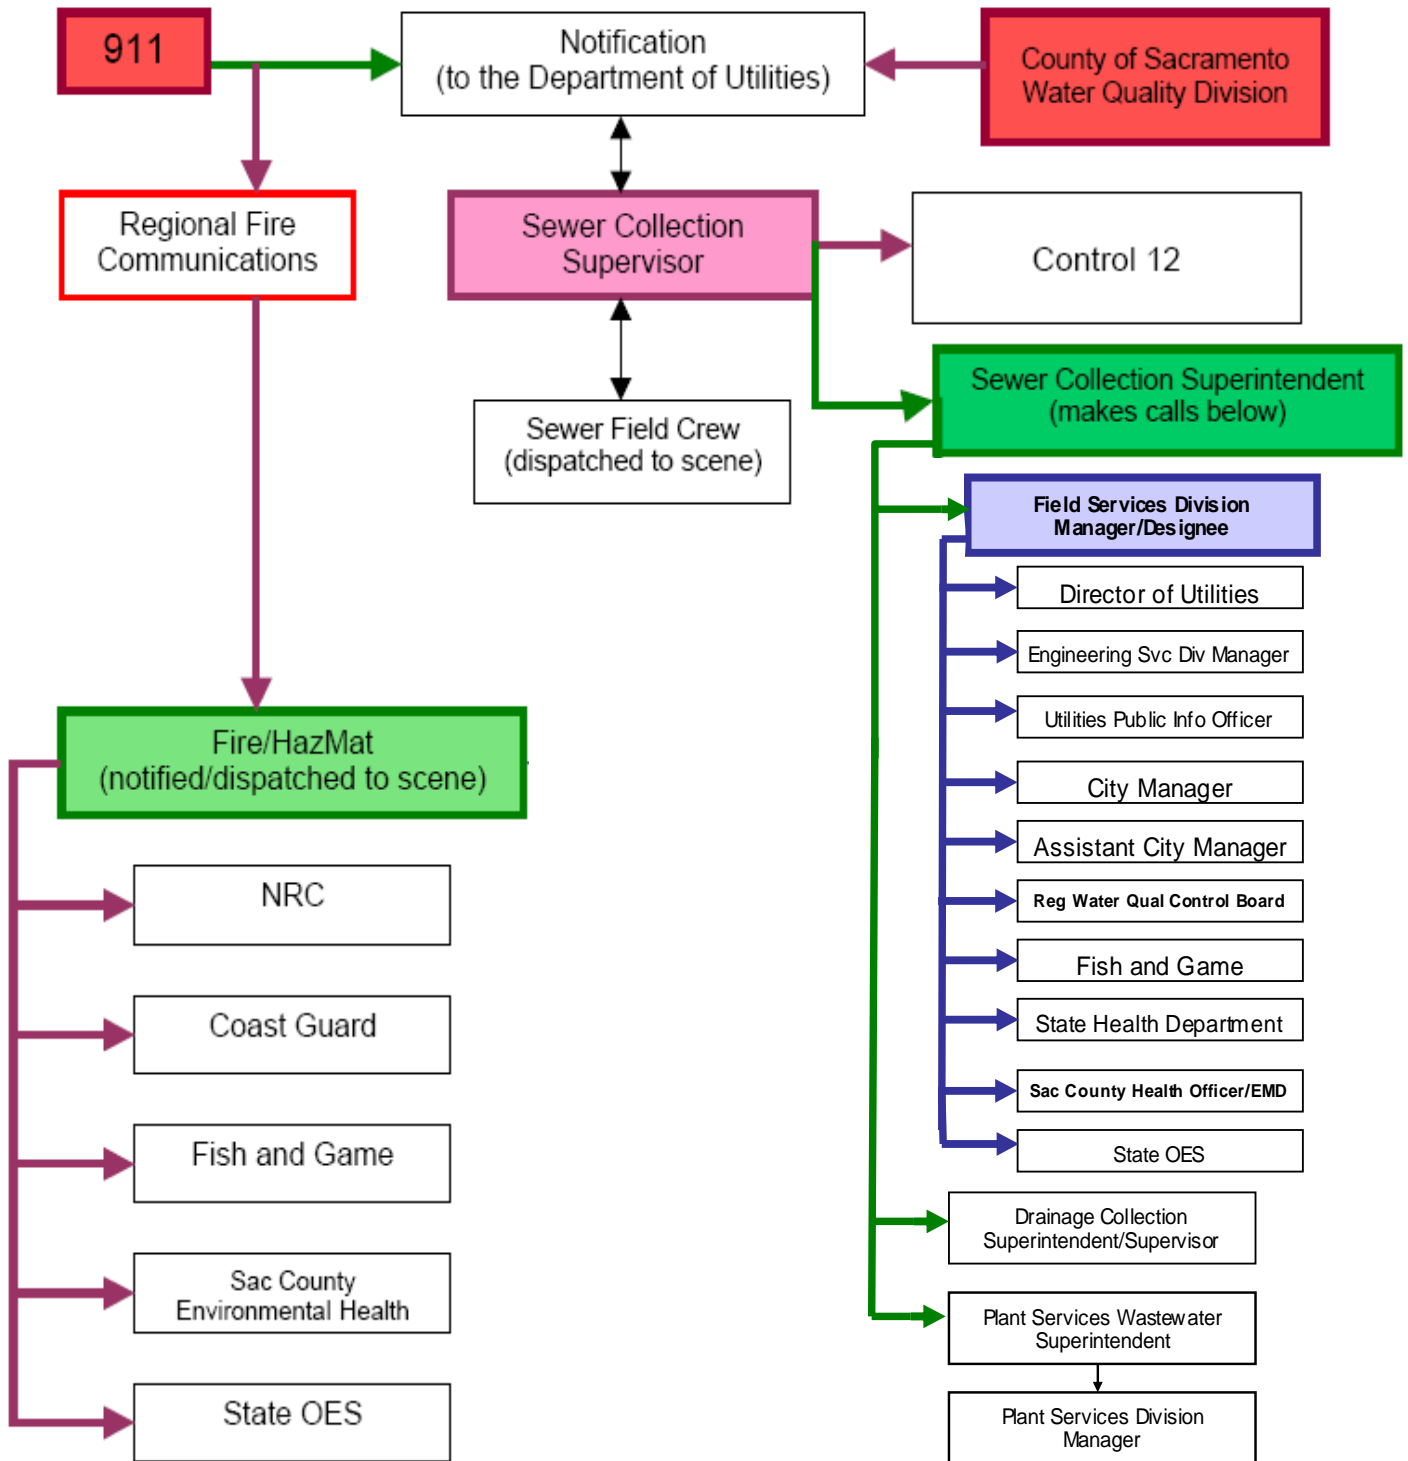 911
Notification
(to the Department of Utilities)
County of Sacramento
Water Quality Division
Regional Fire
Communications
Sewer Collection
Supervisor
Control 12
Sewer Field Crew
(dispatched to scene)
Sewer Collection Superintendent
(makes calls below)
Field Services Division
Manager/Designee
Director of Utilities
Engineering Svc Div Manager
Utilities Public Info Officer
City Manager
Assistant City Manager
Reg Water Qual Control Board
Fish and Game
State Health Department
Sac County Health Officer/EMD
State OES
Drainage Collection
Superintendent/Supervisor
Plant Services Wastewater
Superintendent
Plant Services Division
Manager
Fire/HazMat
(notified/dispatched to scene)
NRC
Coast Guard
Fish and Game
Sac County
Environmental Health
State OES